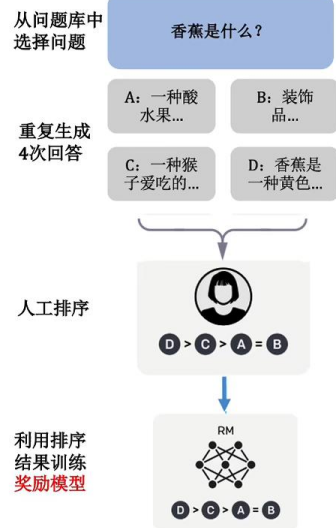 从问题库中
选择问题
香蕉是什么？
重复生成
4次回答
A：一种酸
水果...
B：装饰
品...
C：一种猴
子爱吃的...
D：香蕉是
一种黄色...
人工排序
D > C > A = B
利用排序
结果训练
奖励模型
RM
D > C > A = B